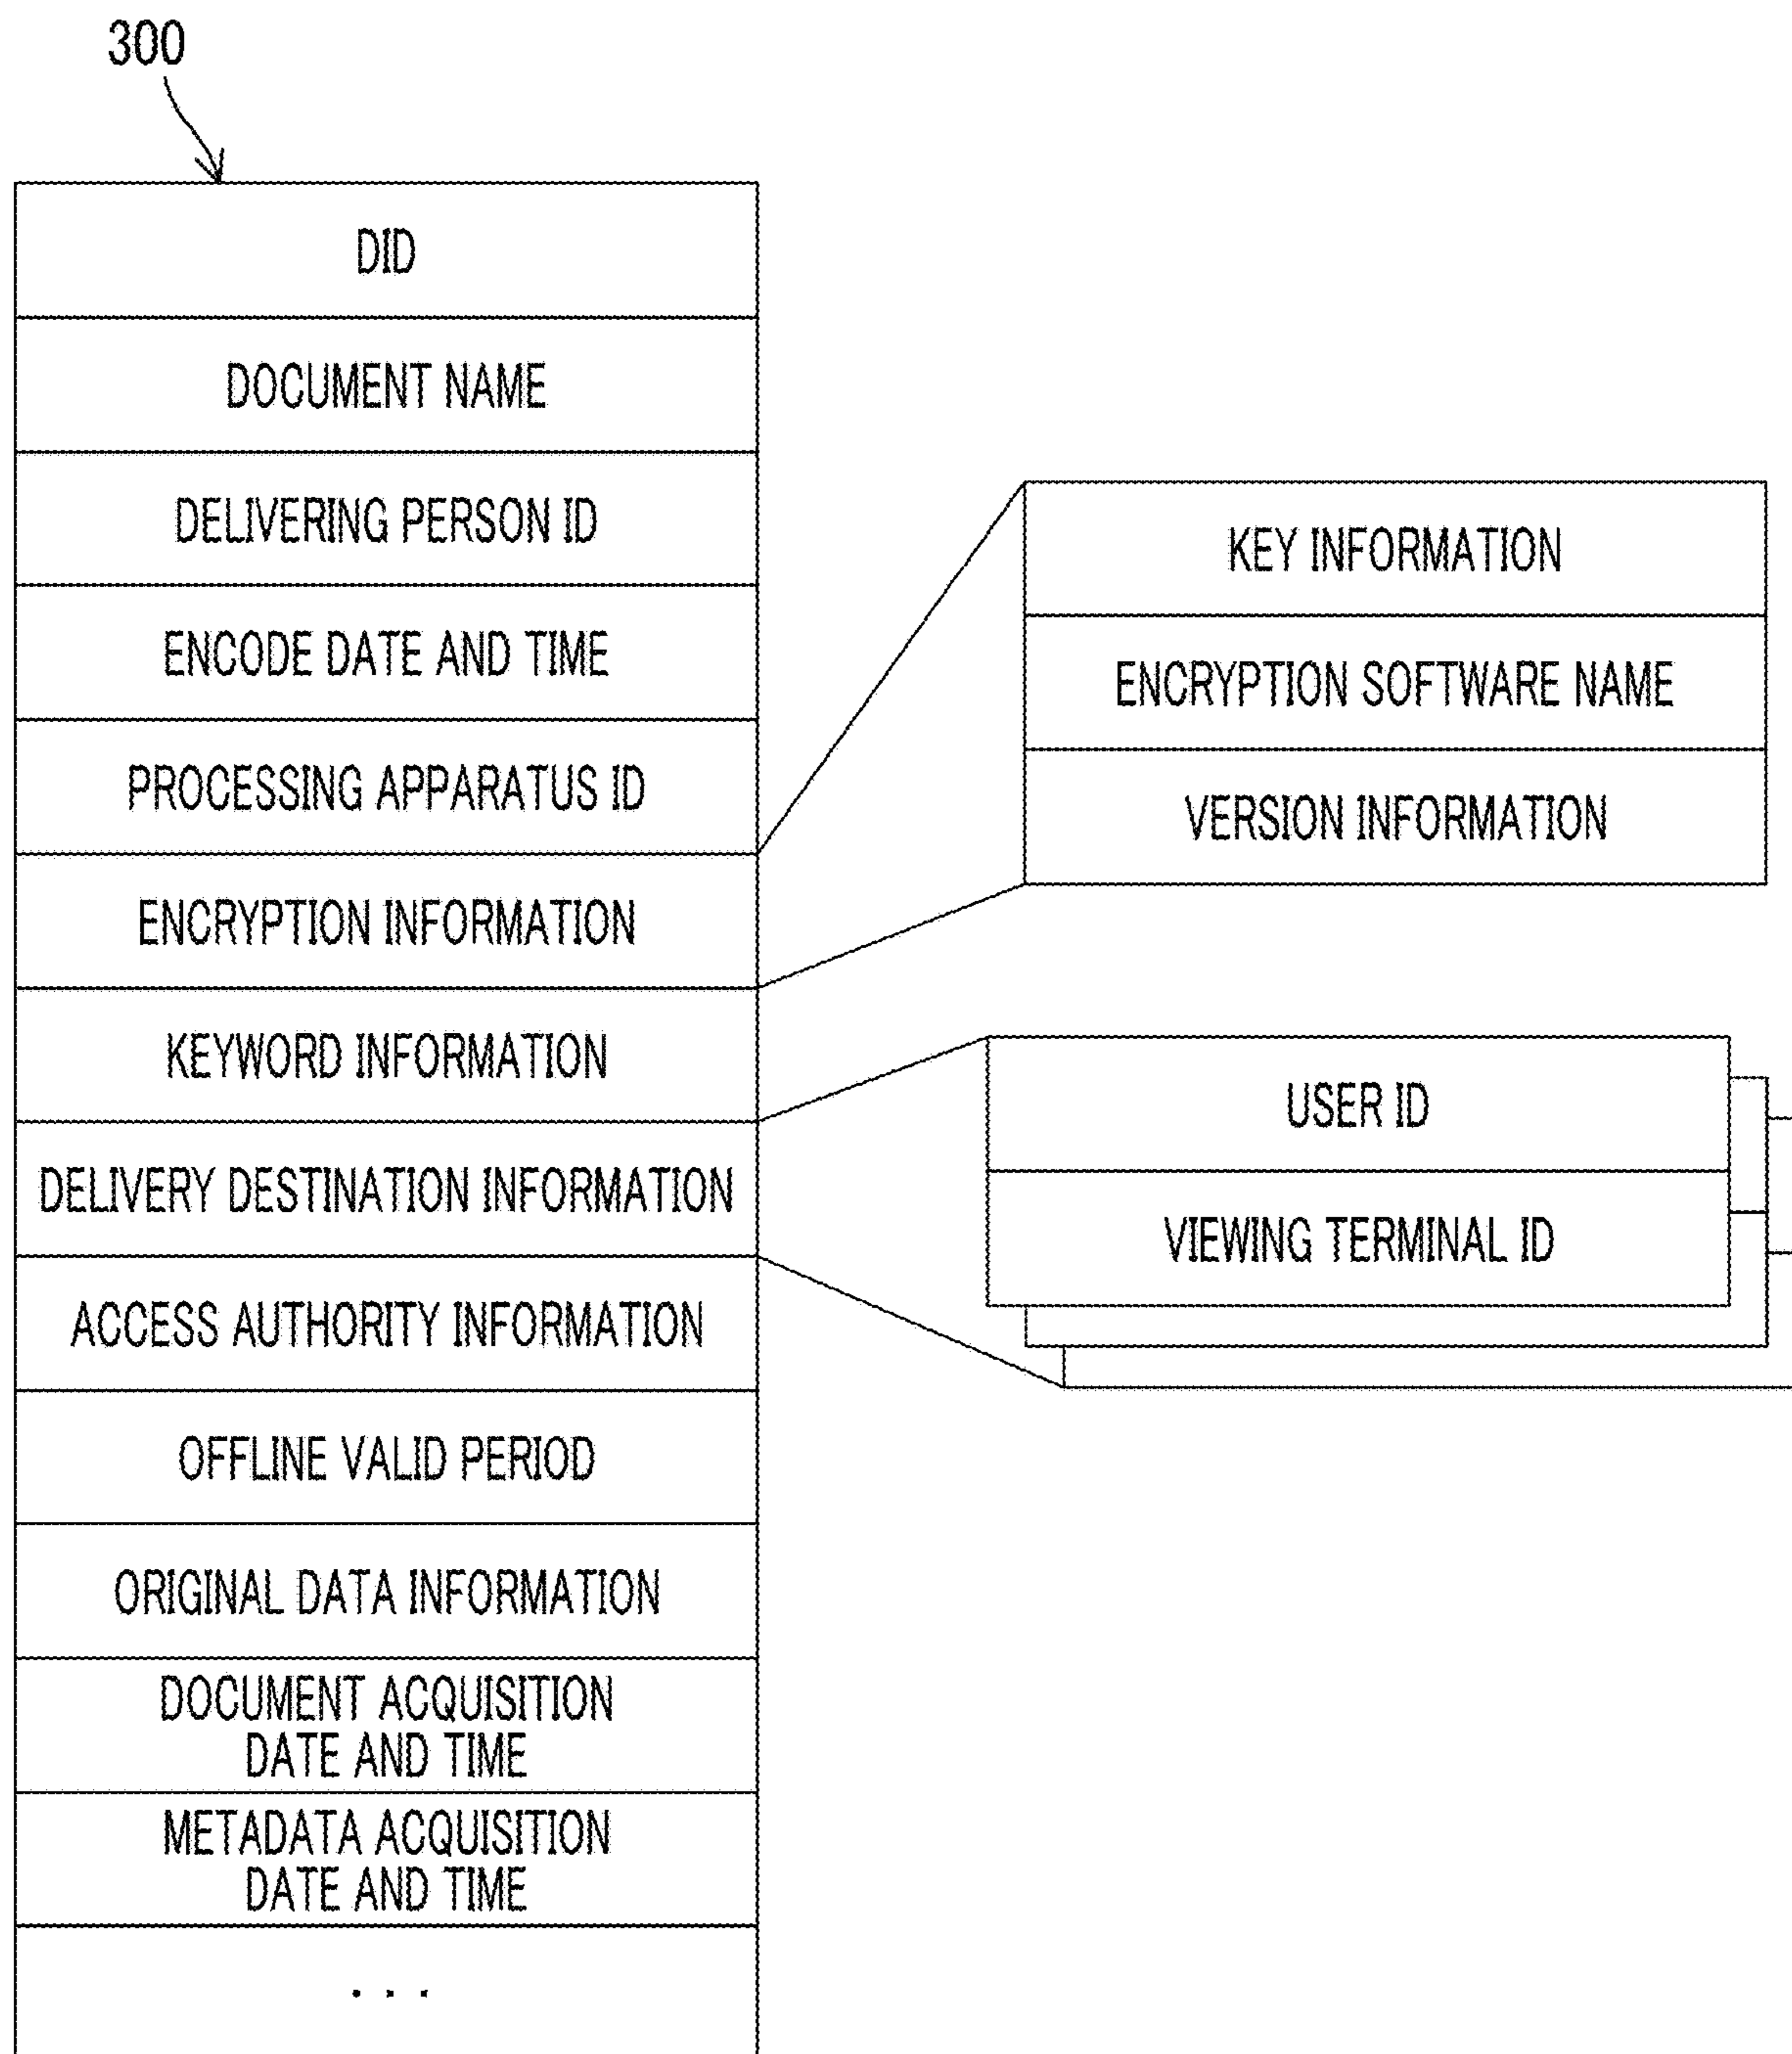 300
DID
DOCUMENT NAME
DELIVERING PERSON ID
ENCODE DATE AND TIME
PROCESSING APPARATUS ID
ENCRYPTION INFORMATION
KEYWORD INFORMATION
DELIVERY DESTINATION INFORMATION
ACCESS AUTHORITY INFORMATION
OFFLINE VALID PERIOD
ORIGINAL DATA INFORMATION
DOCUMENT ACQUISITION
DATE AND TIME
METADATA ACQUISITION
DATE AND TIME
...
KEY INFORMATION
ENCRYPTION SOFTWARE NAME
VERSION INFORMATION
USER ID
VIEWING TERMINAL ID